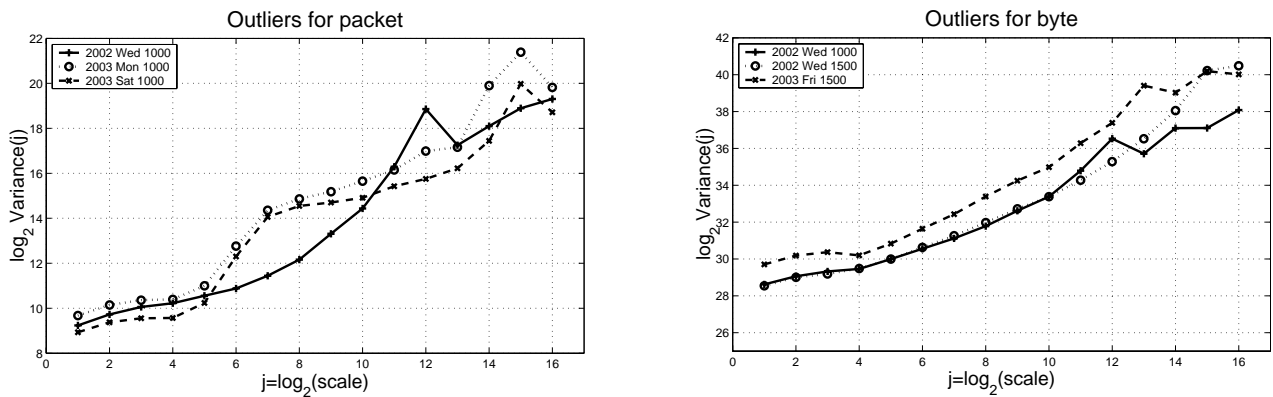 Outliers for packet
22
20
18
16
14
12
10
8
0 2 4 6 8 10 12 14 16
log2 Variance(j)
j=log2(scale)
2002 Wed 1000
2003 Mon 1000
2003 Sat 1000
Outliers for byte
42
40
38
36
34
32
30
28
26
0 2 4 6 8 10 12 14 16
log2 Variance(j)
j=log2(scale)
2002 Wed 1000
2002 Wed 1500
2003 Fri 1500